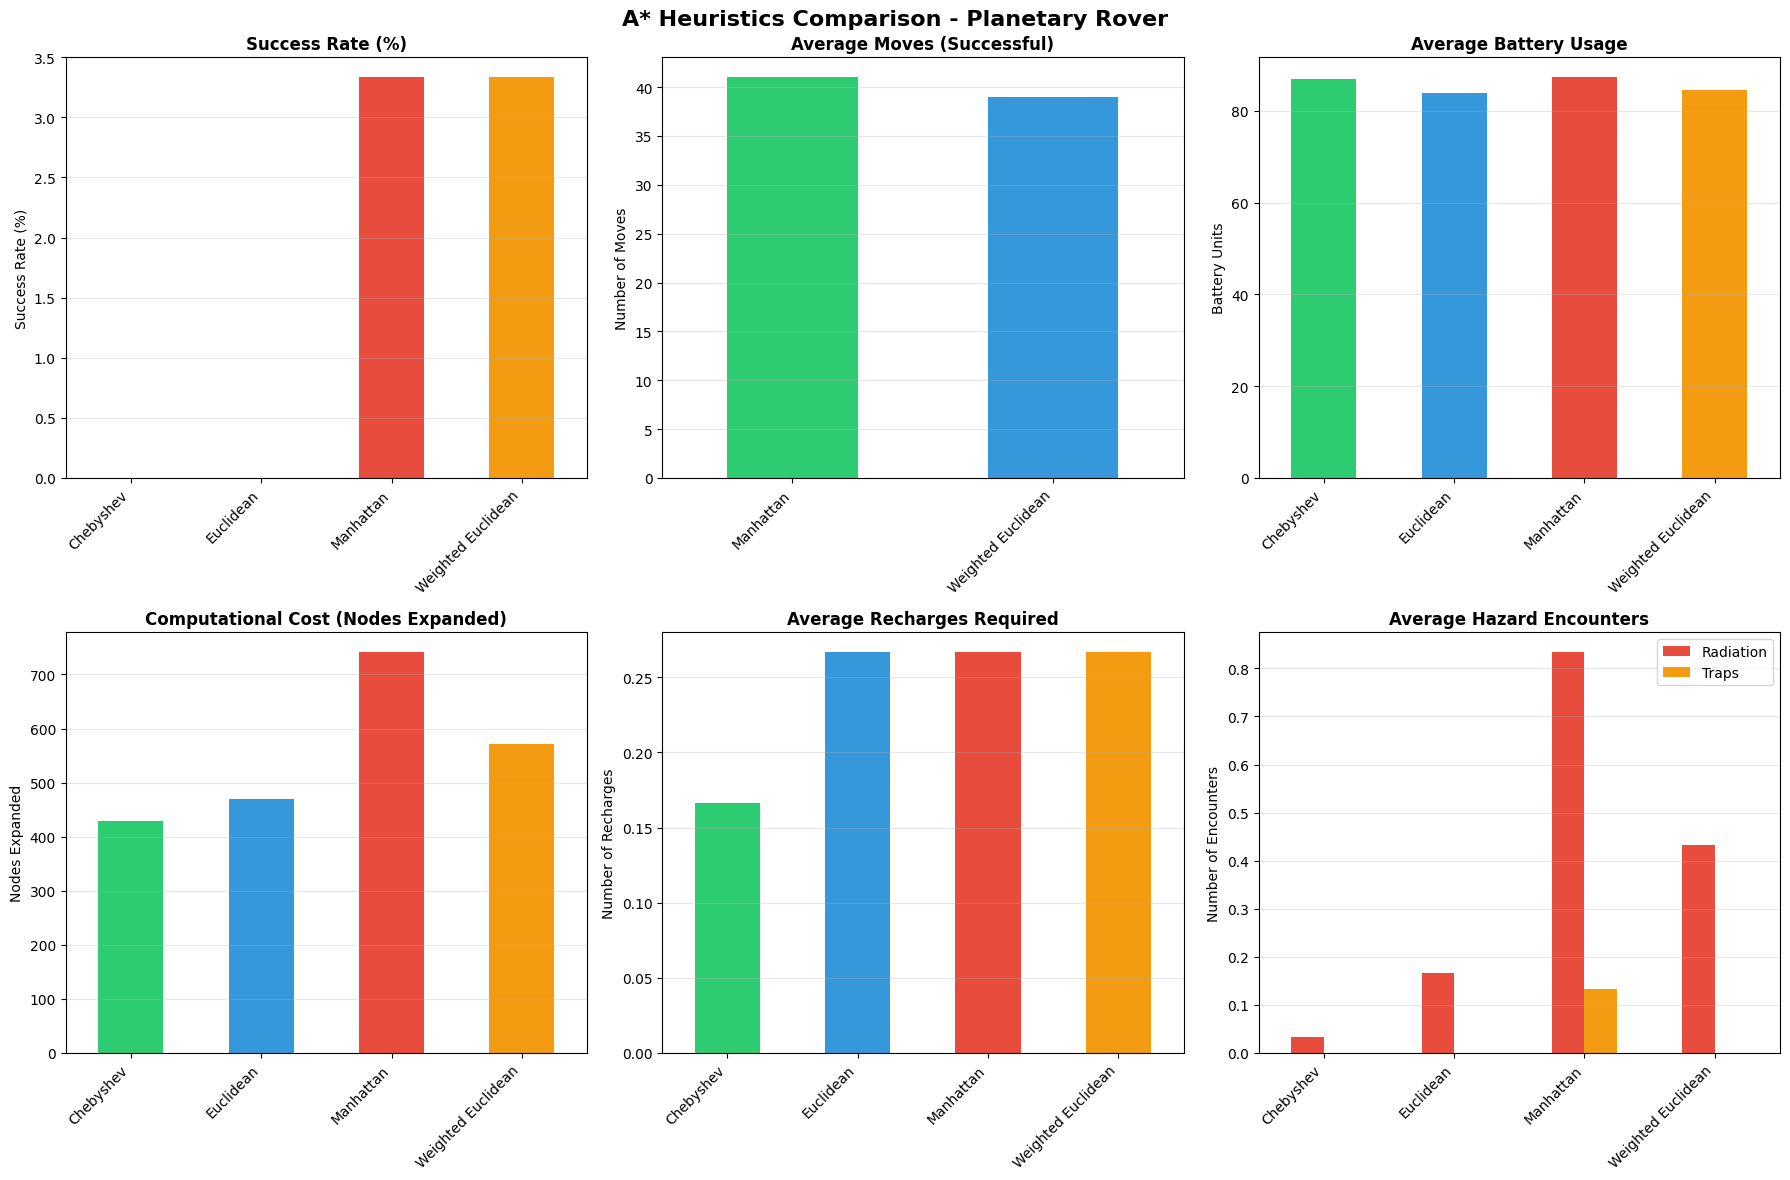 A* Heuristics Comparison - Planetary Rover
Success Rate (%)
Success Rate (%)
3.5
3.0
2.5
2.0
1.5
1.0
0.5
0.0
Chebyshev
Euclidean
Manhattan
Weighted Euclidean
Average Moves (Successful)
Number of Moves
40
35
30
25
20
15
10
5
0
Manhattan
Weighted Euclidean
Average Battery Usage
Battery Units
80
60
40
20
0
Chebyshev
Euclidean
Manhattan
Weighted Euclidean
Computational Cost (Nodes Expanded)
Nodes Expanded
700
600
500
400
300
200
100
0
Chebyshev
Euclidean
Manhattan
Weighted Euclidean
Average Recharges Required
Number of Recharges
0.25
0.20
0.15
0.10
0.05
0.00
Chebyshev
Euclidean
Manhattan
Weighted Euclidean
Average Hazard Encounters
Number of Encounters
0.8
0.7
0.6
0.5
0.4
0.3
0.2
0.1
0.0
Radiation
Traps
Chebyshev
Euclidean
Manhattan
Weighted Euclidean